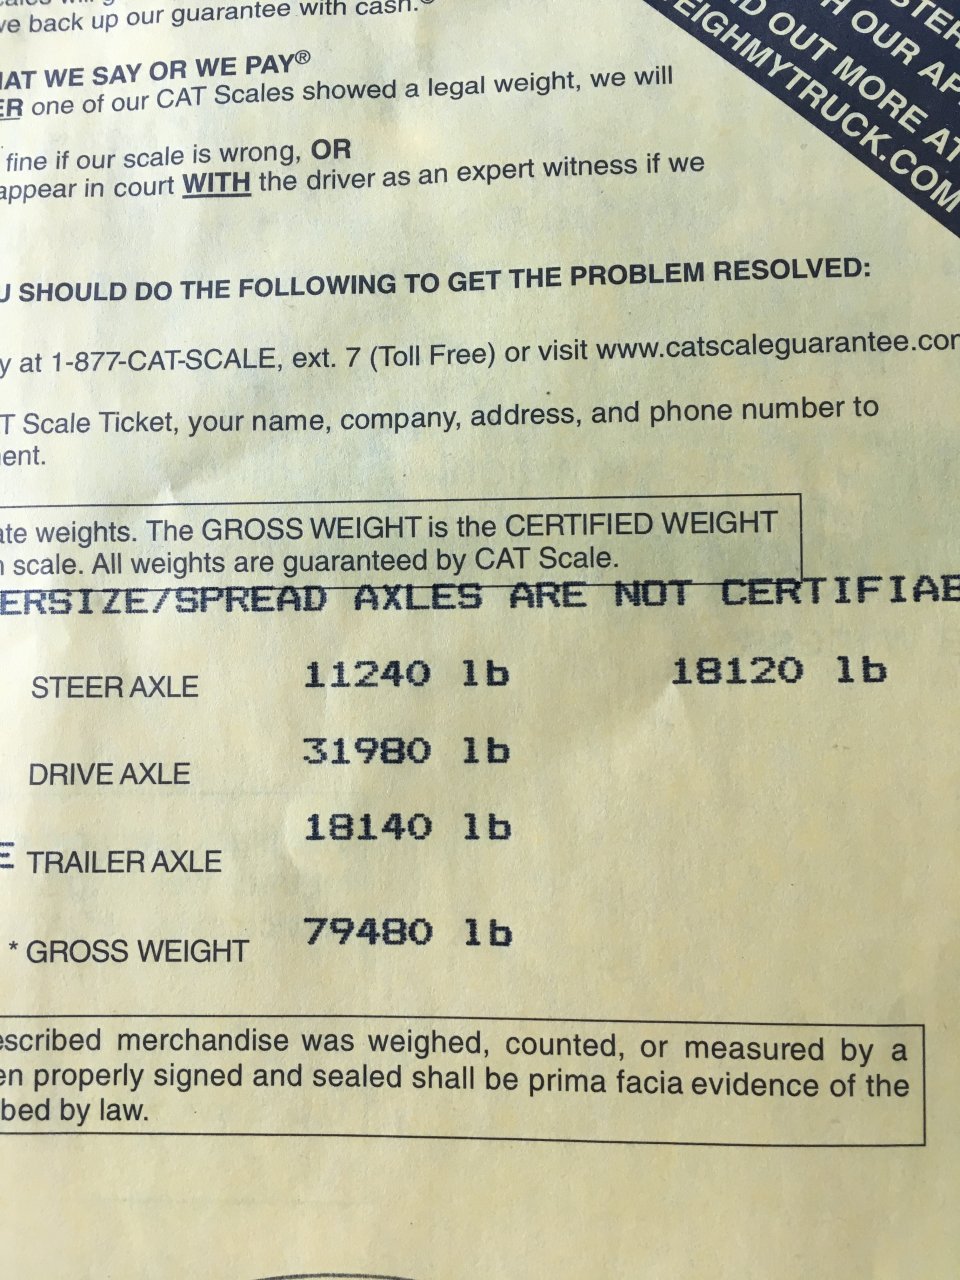 ve back up our guarantee with cash.®
HAT WE SAY OR WE PAY®
ER one of our CAT Scales showed a legal weight, we will
fine if our scale is wrong, OR
appear in court WITH the driver as an expert witness if we
STER
H OUR AP
D OUT MORE AT
WEIGHMYTRUCK.COM
U SHOULD DO THE FOLLOWING TO GET THE PROBLEM RESOLVED:
y at 1-877-CAT-SCALE, ext. 7 (Toll Free) or visit www.catscaleguarantee.com
T Scale Ticket, your name, company, address, and phone number to
ent.
ate weights. The GROSS WEIGHT is the CERTIFIED WEIGHT
n scale. All weights are guaranteed by CAT Scale.
ERSIZE/SPREAD AXLES ARE NOT CERTIFIAB
STEER AXLE 11240 lb 18120 lb
DRIVE AXLE 31980 lb
E TRAILER AXLE 18140 lb
* GROSS WEIGHT 79480 lb
escribed merchandise was weighed, counted, or measured by a
en properly signed and sealed shall be prima facia evidence of the
bed by law.